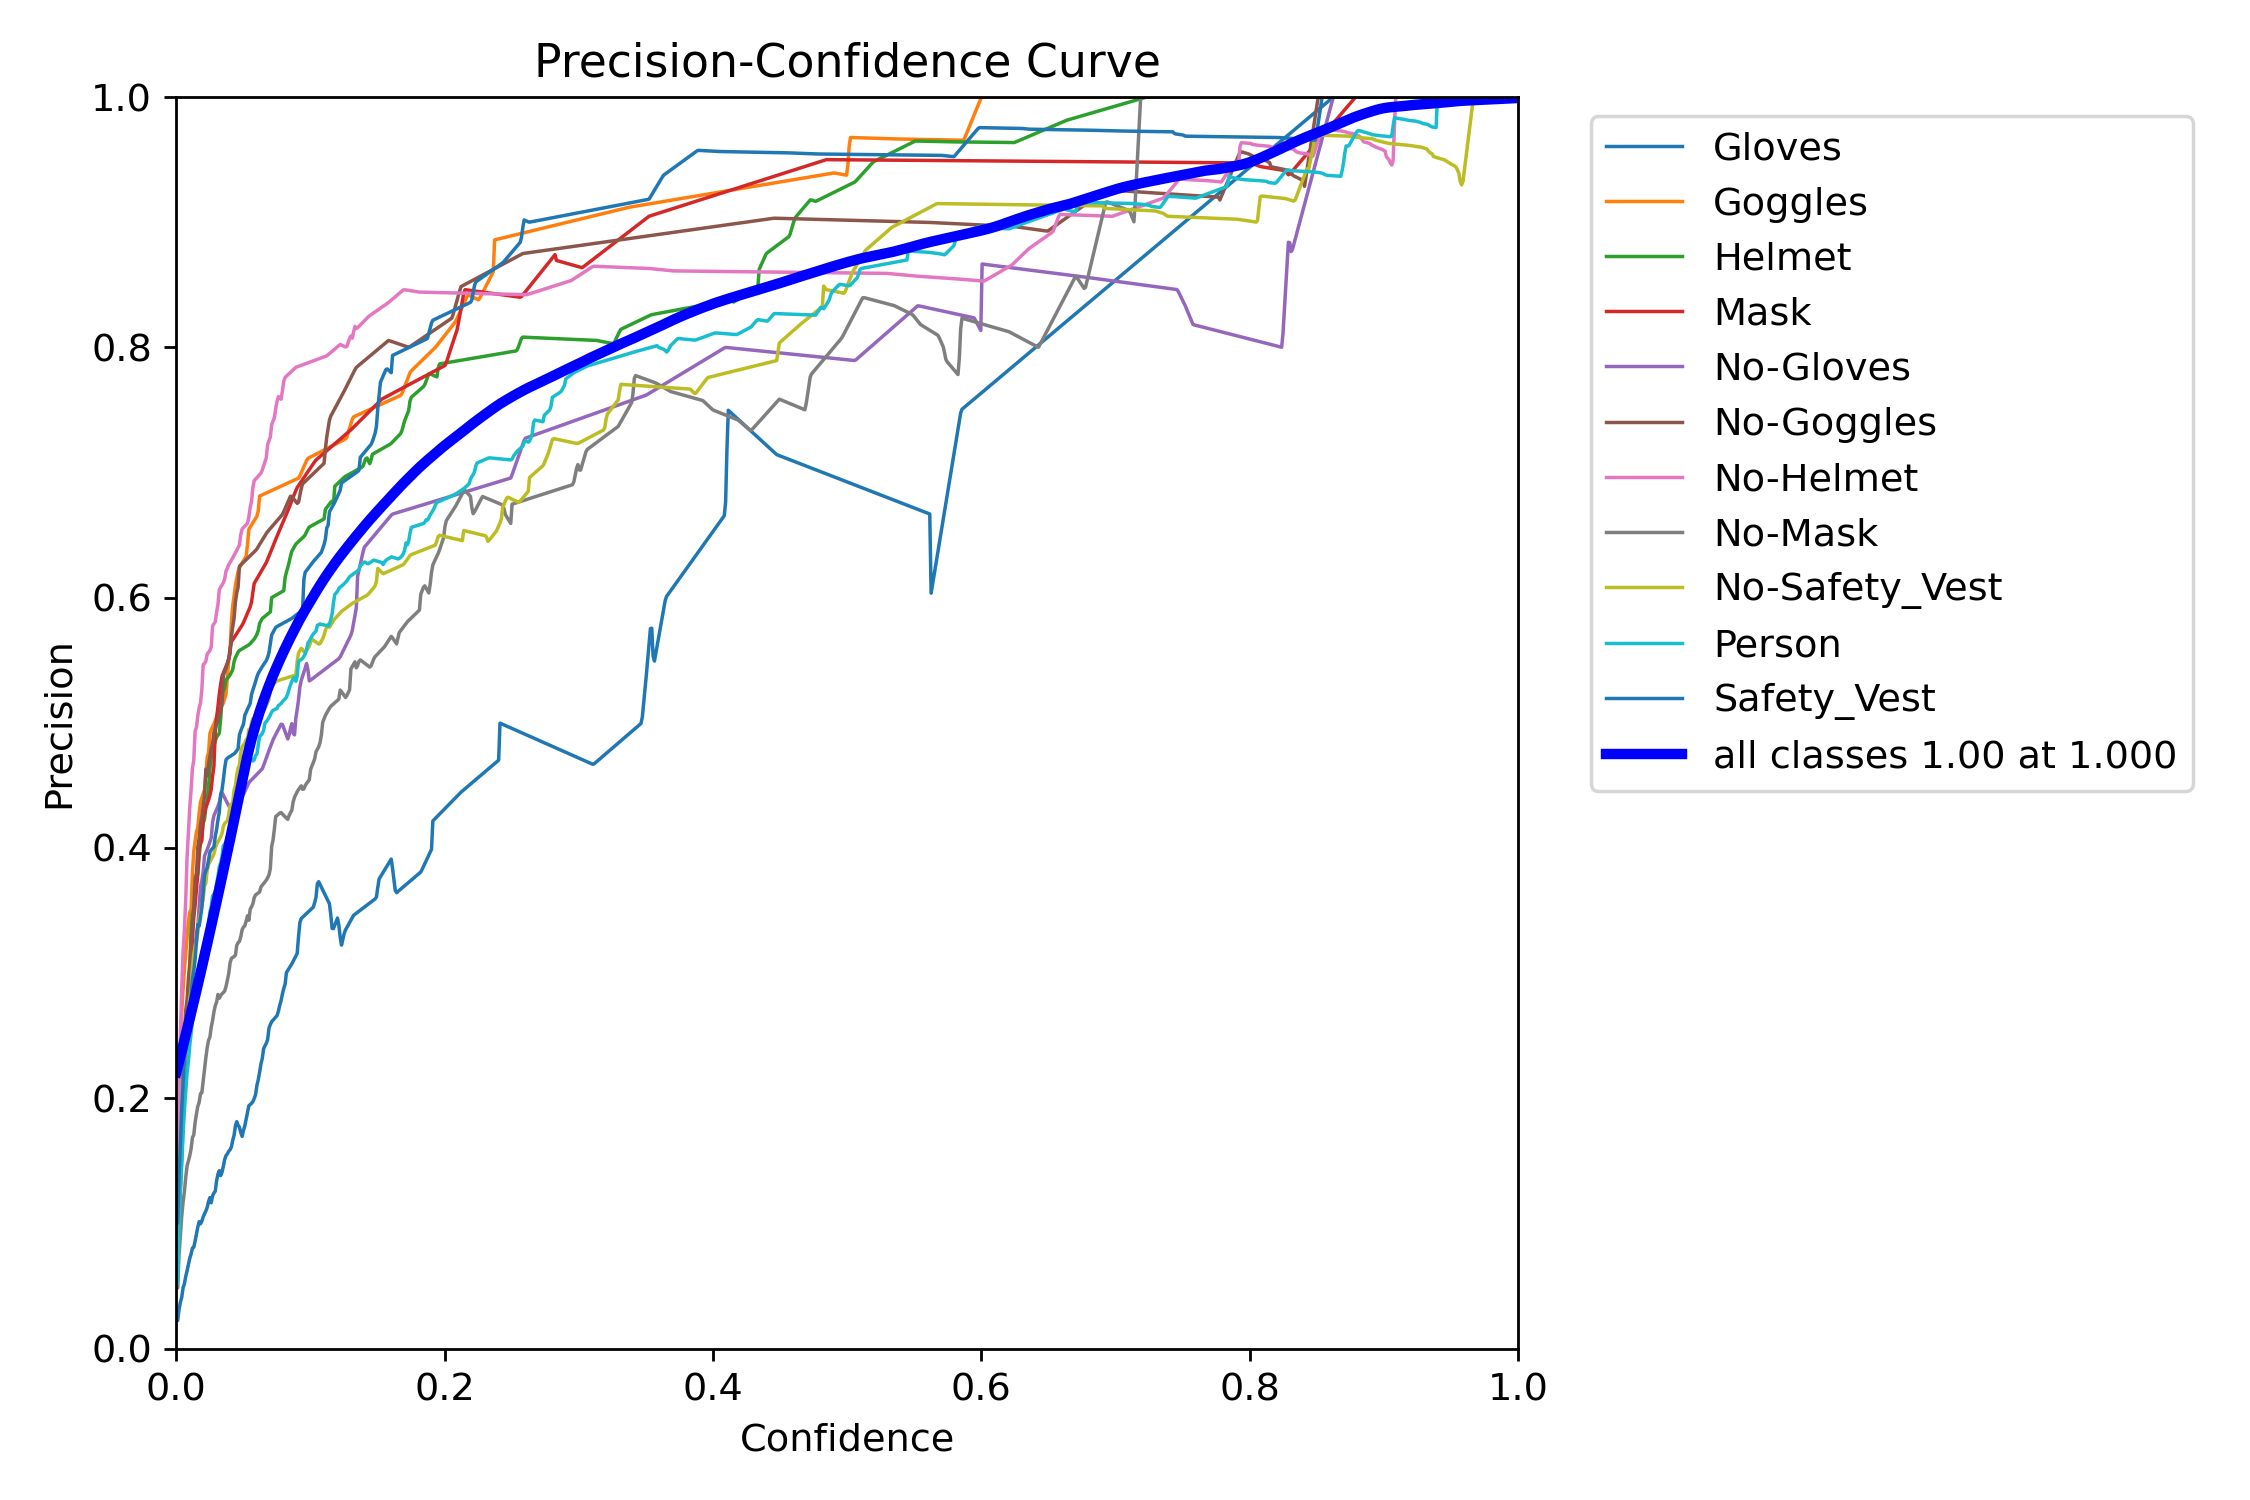 Precision-Confidence Curve
1.0
0.8
0.6
0.4
0.2
0.0
Precision
0.0 0.2 0.4 0.6 0.8 1.0
Confidence
Gloves
Goggles
Helmet
Mask
No-Gloves
No-Goggles
No-Helmet
No-Mask
No-Safety_Vest
Person
Safety_Vest
all classes 1.00 at 1.000